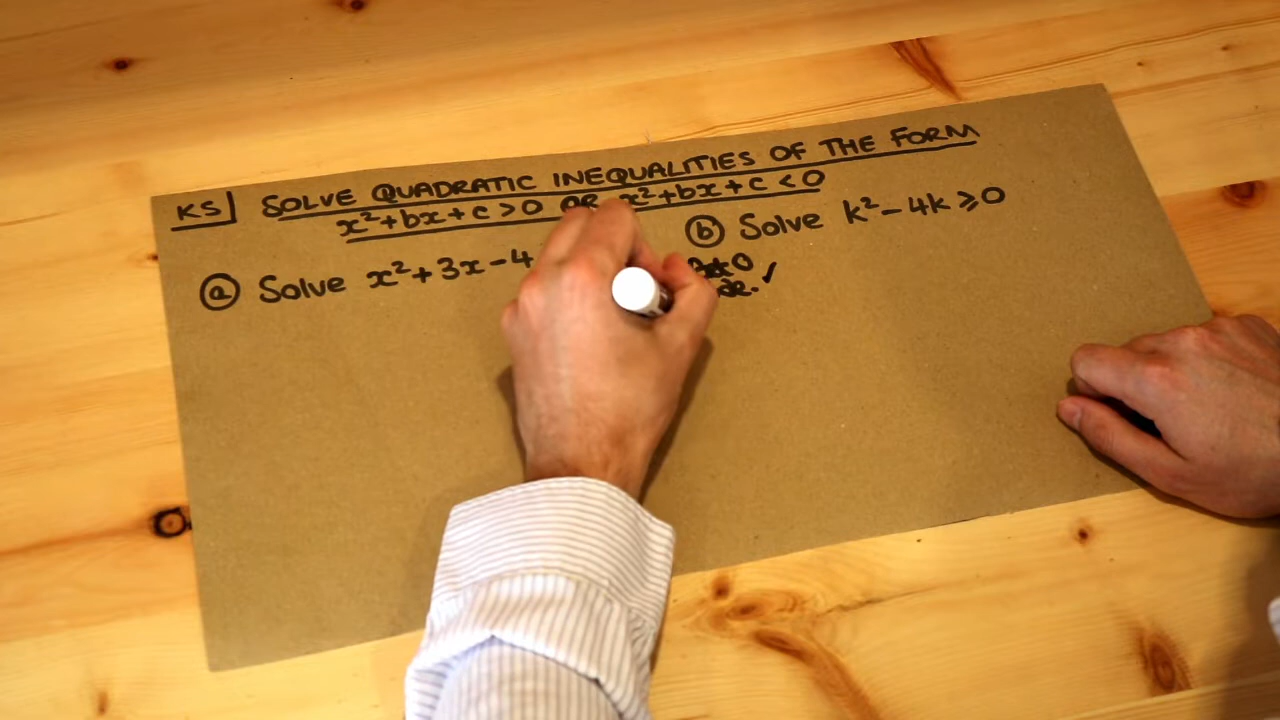 KS
SOLVE QUADRATIC INEQUALITIES OF THE FORM
x²+bx+c>0 OR x²+bx+c<0
(a) Solve x²+3x-4
(b) Solve k²-4k⩾0
0
✓